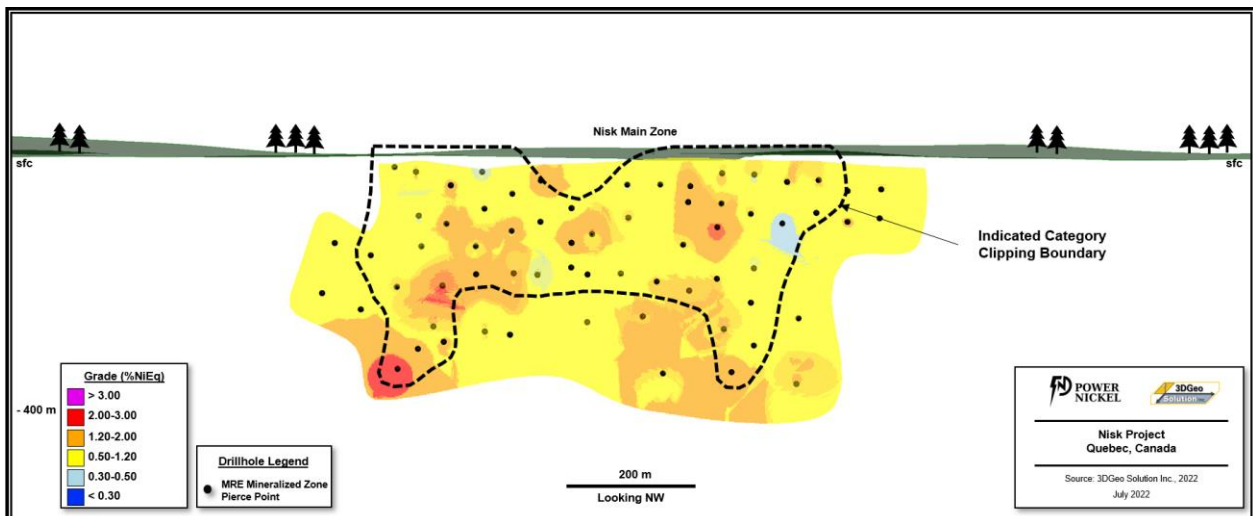 Nisk Main Zone
sfc
sfc
Indicated Category
Clipping Boundary
- 400 m
Grade (%NiEq)
> 3.00
2.00-3.00
1.20-2.00
0.50-1.20
0.30-0.50
< 0.30
Drillhole Legend
MRE Mineralized Zone
Pierce Point
200 m
Looking NW
POWER
NICKEL
3DGeo
Solution Inc.
Nisk Project
Quebec, Canada
Source: 3DGeo Solution Inc., 2022
July 2022